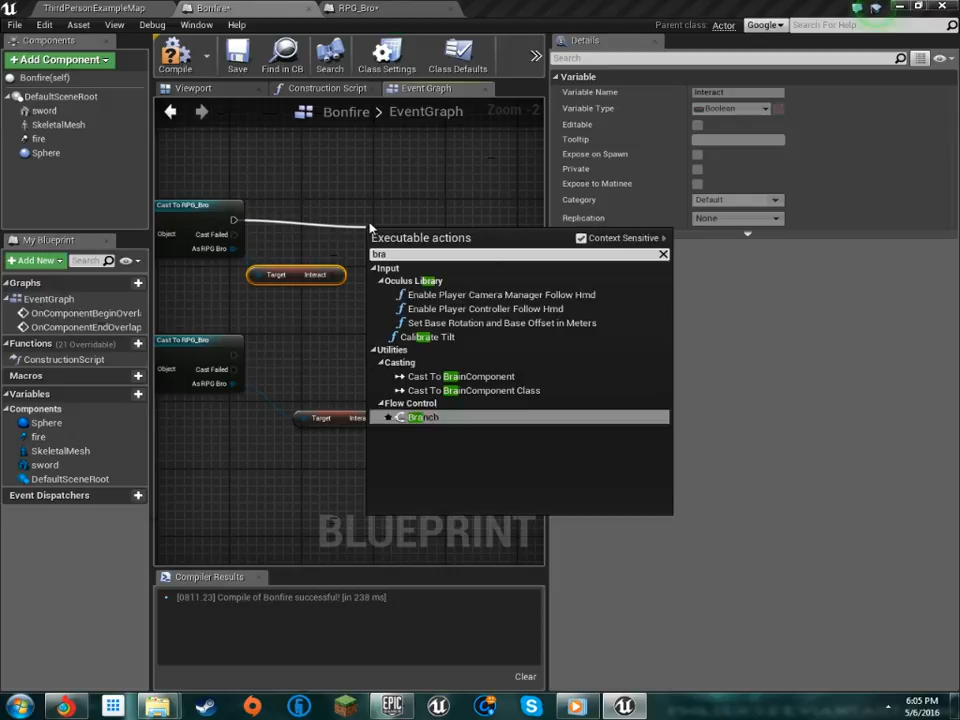 ThirdPersonExampleMap
Bonfire*
RPG_Bro*
File
Asset
Edit
View
Debug
Window
Help
Parent class:
Actor
Google
Search For Help
Components
Details
Add Component
Compile
Save
Find in CB
Search
Class Settings
Class Defaults
Search
Bonfire(self)
Variable
Viewport
Construction Script
Event Graph
Variable Name
Interact
DefaultSceneRoot
Variable Type
Boolean
sword
Bonfire > EventGraph
Zoom -2
Editable
SkeletalMesh
Tooltip
fire
Expose on Spawn
Sphere
Private
Expose to Matinee
Category
Default
Cast To RPG_Bro
Replication
None
Object
Cast Failed
As RPG Bro
Executable actions
Context Sensitive
My Blueprint
bra
Add New
Search
Input
Oculus Library
Target
Interact
Graphs
Enable Player Camera Manager Follow Hmd
EventGraph
Enable Player Controller Follow Hmd
OnComponentBeginOverlap
Set Base Rotation and Base Offset in Meters
OnComponentEndOverlap
Calibrate Tilt
Functions (21 Overridable)
Cast To RPG_Bro
Utilities
ConstructionScript
Casting
Object
Cast Failed
Cast To BrainComponent
Macros
As RPG Bro
Cast To BrainComponent Class
Variables
Flow Control
Components
Target
Intera
Branch
Sphere
fire
SkeletalMesh
sword
DefaultSceneRoot
Event Dispatchers
BLUEPRINT
Compiler Results
[0811.23] Compile of Bonfire successful! [in 238 ms]
Clear
EPIC
6:05 PM
5/6/2016